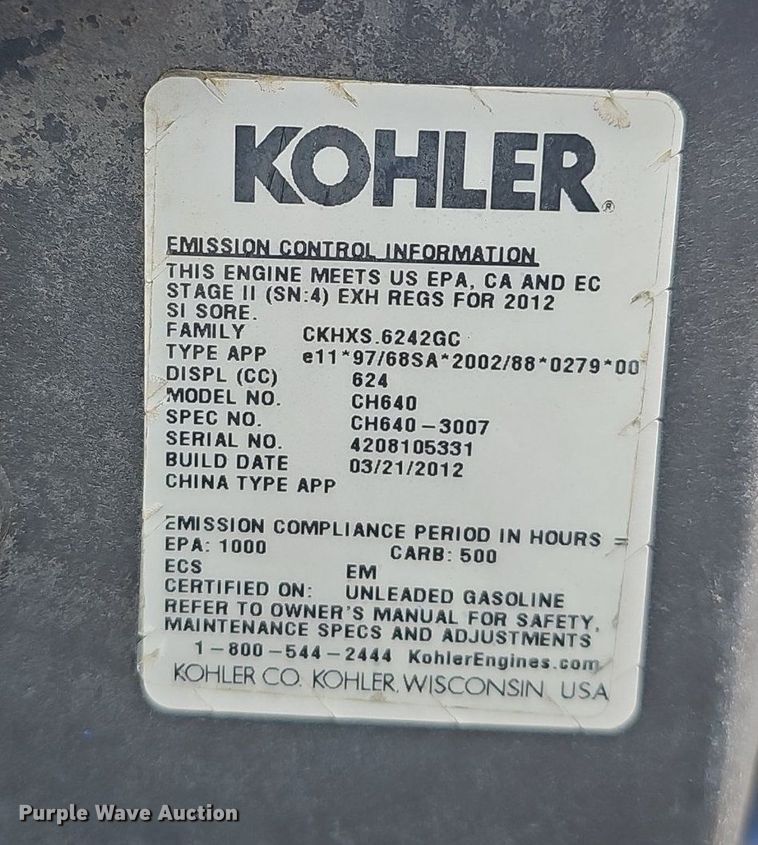 KOHLER®
EMISSION CONTROL INFORMATION
THIS ENGINE MEETS US EPA, CA AND EC
STAGE II (SN:4) EXH REGS FOR 2012
SI SORE.
FAMILY CKHXS.6242GC
TYPE APP e11*97/68SA*2002/88*0279*00
DISPL (CC) 624
MODEL NO. CH640
SPEC NO. CH640-3007
SERIAL NO. 4208105331
BUILD DATE 03/21/2012
CHINA TYPE APP
EMISSION COMPLIANCE PERIOD IN HOURS =
EPA: 1000 CARB: 500
ECS EM
CERTIFIED ON: UNLEADED GASOLINE
REFER TO OWNER'S MANUAL FOR SAFETY,
MAINTENANCE SPECS AND ADJUSTMENTS
1-800-544-2444 KohlerEngines.com
KOHLER CO. KOHLER, WISCONSIN USA
Purple Wave Auction